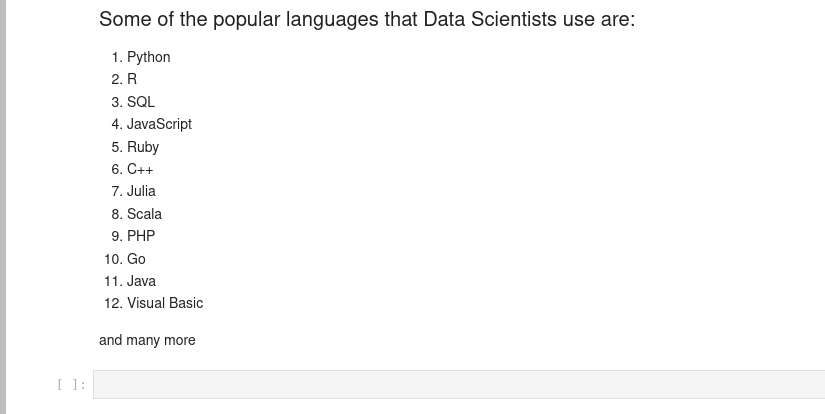 Some of the popular languages that Data Scientists use are:
1. Python
2. R
3. SQL
4. JavaScript
5. Ruby
6. C++
7. Julia
8. Scala
9. PHP
10. Go
11. Java
12. Visual Basic
and many more
[ ]: